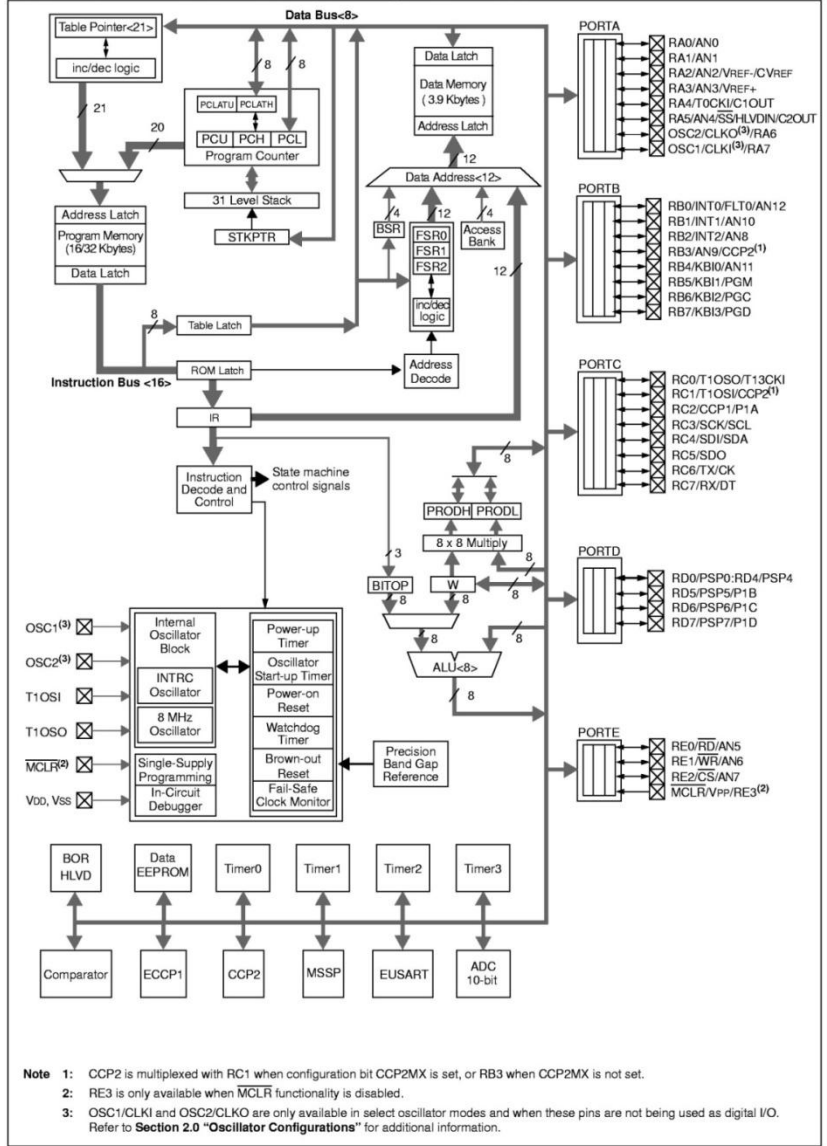 Data Bus<8>
Table Pointer<21>
inc/dec logic
21
20
8
8
PCLATU PCLATH
PCU PCH PCL
Program Counter
31 Level Stack
STKPTR
Data Latch
Data Memory
( 3.9 Kbytes )
Address Latch
12
Data Address<12>
4
12
4
BSR
FSR0
FSR1
FSR2
inc/dec
logic
Access
Bank
12
Address
Decode
Address Latch
Program Memory
(16/32 Kbytes)
Data Latch
8
Table Latch
Instruction Bus <16>
ROM Latch
IR
Instruction
Decode and
Control
State machine
control signals
8
PRODH PRODL
8 x 8 Multiply
3
8
BITOP
W
8
8
8
8
8
ALU<8>
8
OSC1(3)
OSC2(3)
T1OSI
T1OSO
MCLR(2)
VDD, VSS
Internal
Oscillator
Block
INTRC
Oscillator
8 MHz
Oscillator
Single-Supply
Programming
In-Circuit
Debugger
Power-up
Timer
Oscillator
Start-up Timer
Power-on
Reset
Watchdog
Timer
Brown-out
Reset
Fail-Safe
Clock Monitor
Precision
Band Gap
Reference
PORTA
RA0/AN0
RA1/AN1
RA2/AN2/VREF-/CVREF
RA3/AN3/VREF+
RA4/T0CKI/C1OUT
RA5/AN4/SS/HLVDIN/C2OUT
OSC2/CLKO(3)/RA6
OSC1/CLKI(3)/RA7
PORTB
RB0/INT0/FLT0/AN12
RB1/INT1/AN10
RB2/INT2/AN8
RB3/AN9/CCP2(1)
RB4/KBI0/AN11
RB5/KBI1/PGM
RB6/KBI2/PGC
RB7/KBI3/PGD
PORTC
RC0/T1OSO/T13CKI
RC1/T1OSI/CCP2(1)
RC2/CCP1/P1A
RC3/SCK/SCL
RC4/SDI/SDA
RC5/SDO
RC6/TX/CK
RC7/RX/DT
PORTD
RD0/PSP0:RD4/PSP4
RD5/PSP5/P1B
RD6/PSP6/P1C
RD7/PSP7/P1D
PORTE
RE0/RD/AN5
RE1/WR/AN6
RE2/CS/AN7
MCLR/VPP/RE3(2)
BOR
HLVD
Data
EEPROM
Timer0
Timer1
Timer2
Timer3
Comparator
ECCP1
CCP2
MSSP
EUSART
ADC
10-bit
Note 1: CCP2 is multiplexed with RC1 when configuration bit CCP2MX is set, or RB3 when CCP2MX is not set.
2: RE3 is only available when MCLR functionality is disabled.
3: OSC1/CLKI and OSC2/CLKO are only available in select oscillator modes and when these pins are not being used as digital I/O.
Refer to Section 2.0 “Oscillator Configurations” for additional information.